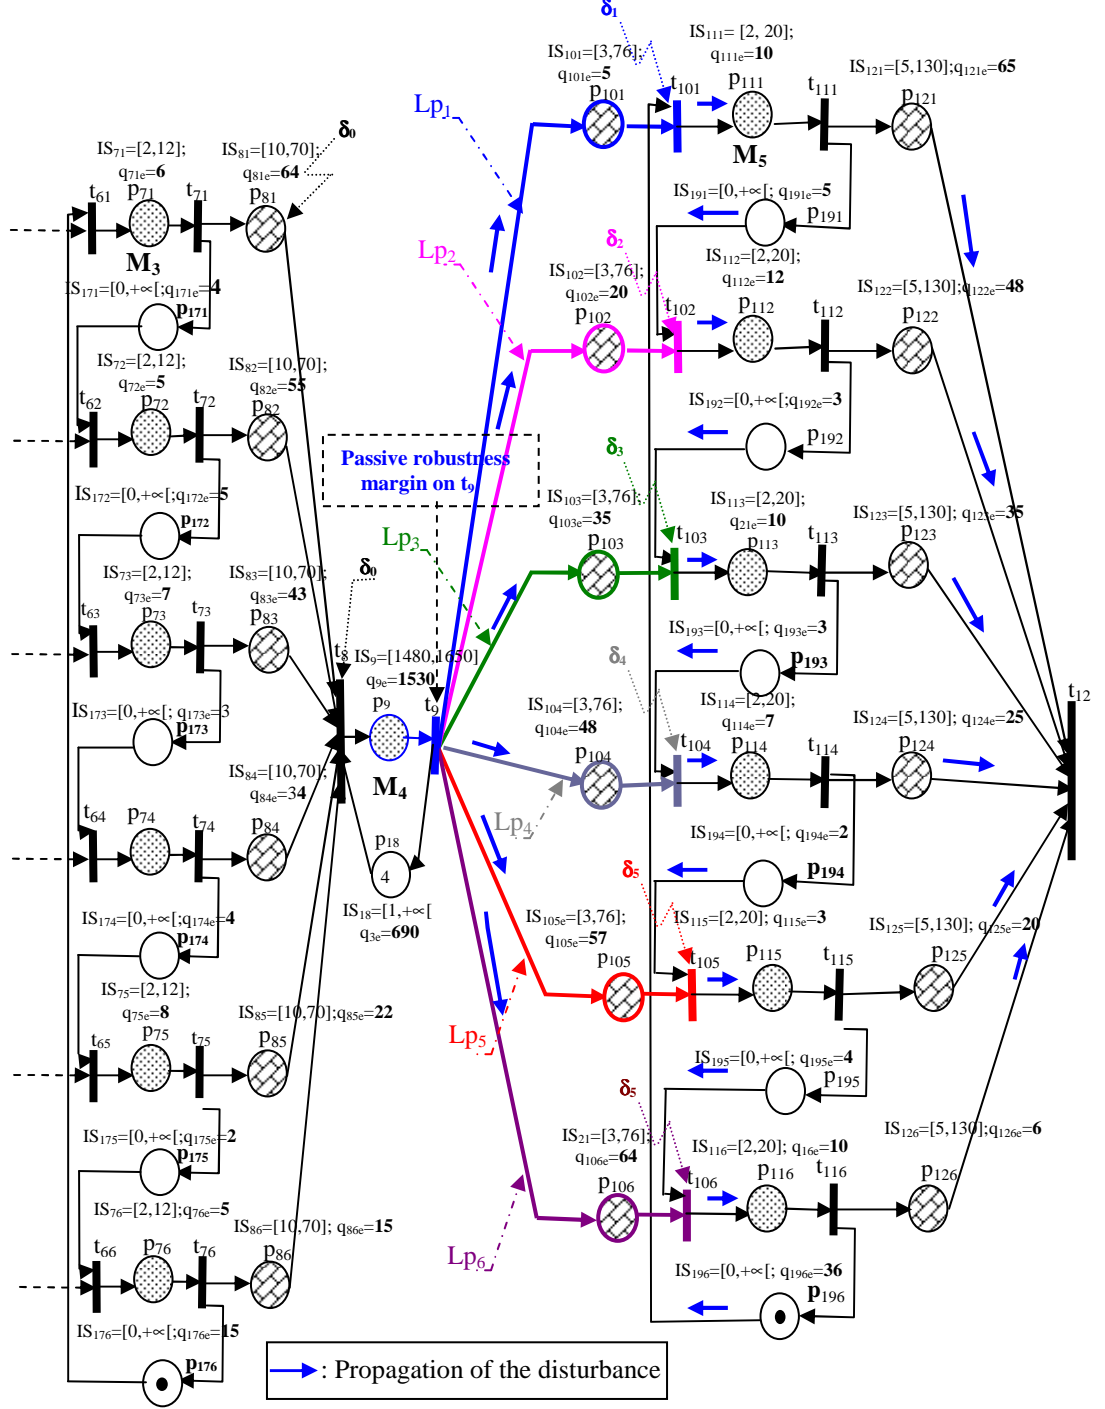 δ1
IS101=[3,76];
q101e=5
p101
t101
IS111= [2, 20];
q111e=10
p111
M5
t111
IS121=[5,130];q121e=65
p121
Lp1
IS71=[2,12];
q71e=6
IS81=[10,70];
q81e=64
δ0
t61
p71
t71
p81
M3
IS171=[0,+∞[;q171e=4
p171
IS191=[0,+∞[; q191e=5
p191
Lp2
δ2
IS102=[3,76];
q102e=20
p102
t102
IS112=[2,20];
q112e=12
p112
t112
IS122=[5,130];q122e=48
p122
IS72=[2,12];
q72e=5
IS82=[10,70];
q82e=55
t62
p72
t72
p82
IS192=[0,+∞[;q192e=3
p192
Passive robustness
margin on t9
IS172=[0,+∞[;q172e=5
p172
δ3
IS103=[3,76];
q103e=35
p103
t103
IS113=[2,20];
q21e=10
p113
t113
IS123=[5,130]; q123e=35
p123
Lp3
IS73=[2,12];
q73e=7
IS83=[10,70];
q83e=43
δ0
t63
p73
t73
p83
IS193=[0,+∞[; q193e=3
p193
t8
IS9=[1480,1650]
q9e=1530
p9
t9
M4
IS173=[0,+∞[; q173e=3
p173
δ4
IS104=[3,76];
q104e=48
p104
t104
IS114=[2,20];
q114e=7
p114
t114
IS124=[5,130]; q124e=25
p124
t12
Lp4
IS84=[10,70];
q84e=34
t64
p74
t74
p84
p18
4
IS18=[1,+∞[
q3e=690
IS194=[0,+∞[; q194e=2
p194
IS174=[0,+∞[;q174e=4
p174
δ5
IS105e=[3,76];
q105e=57
p105
t105
IS115=[2,20]; q115e=3
p115
t115
IS125=[5,130]; q125e=20
p125
Lp5
IS75=[2,12];
q75e=8
IS85=[10,70];q85e=22
t65
p75
t75
p85
IS195=[0,+∞[; q195e=4
p195
IS175=[0,+∞[;q175e=2
p175
δ5
IS21=[3,76];
q106e=64
p106
t106
IS116=[2,20]; q16e=10
p116
t116
IS126=[5,130];q126e=6
p126
Lp6
IS76=[2,12];q76e=5
IS86=[10,70]; q86e=15
t66
p76
t76
p86
IS196=[0,+∞[; q196e=36
p196
IS176=[0,+∞[;q176e=15
p176
: Propagation of the disturbance